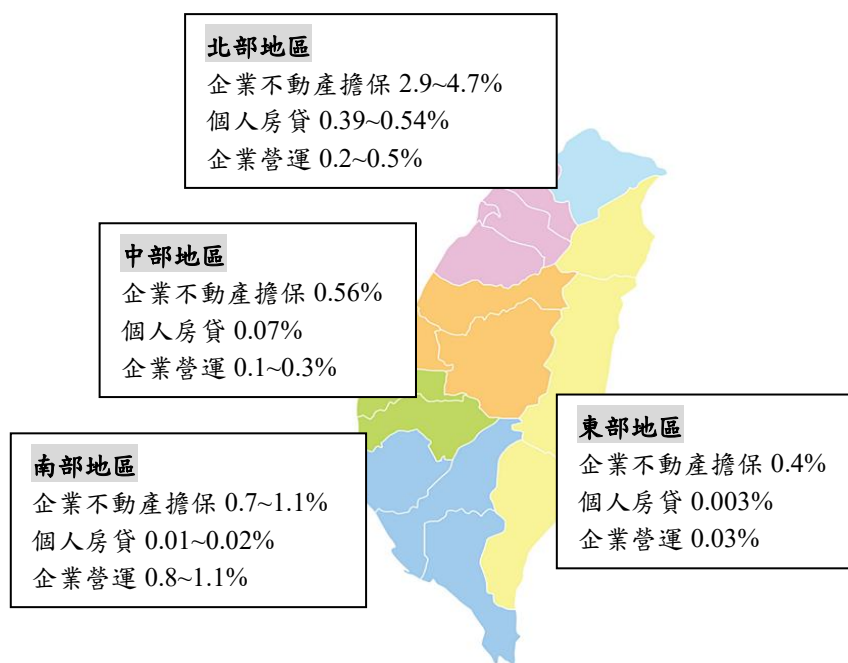 北部地區
企業不動產擔保 2.9~4.7%
個人房貸 0.39~0.54%
企業營運 0.2~0.5%
中部地區
企業不動產擔保 0.56%
個人房貸 0.07%
企業營運 0.1~0.3%
南部地區
企業不動產擔保 0.7~1.1%
個人房貸 0.01~0.02%
企業營運 0.8~1.1%
東部地區
企業不動產擔保 0.4%
個人房貸 0.003%
企業營運 0.03%